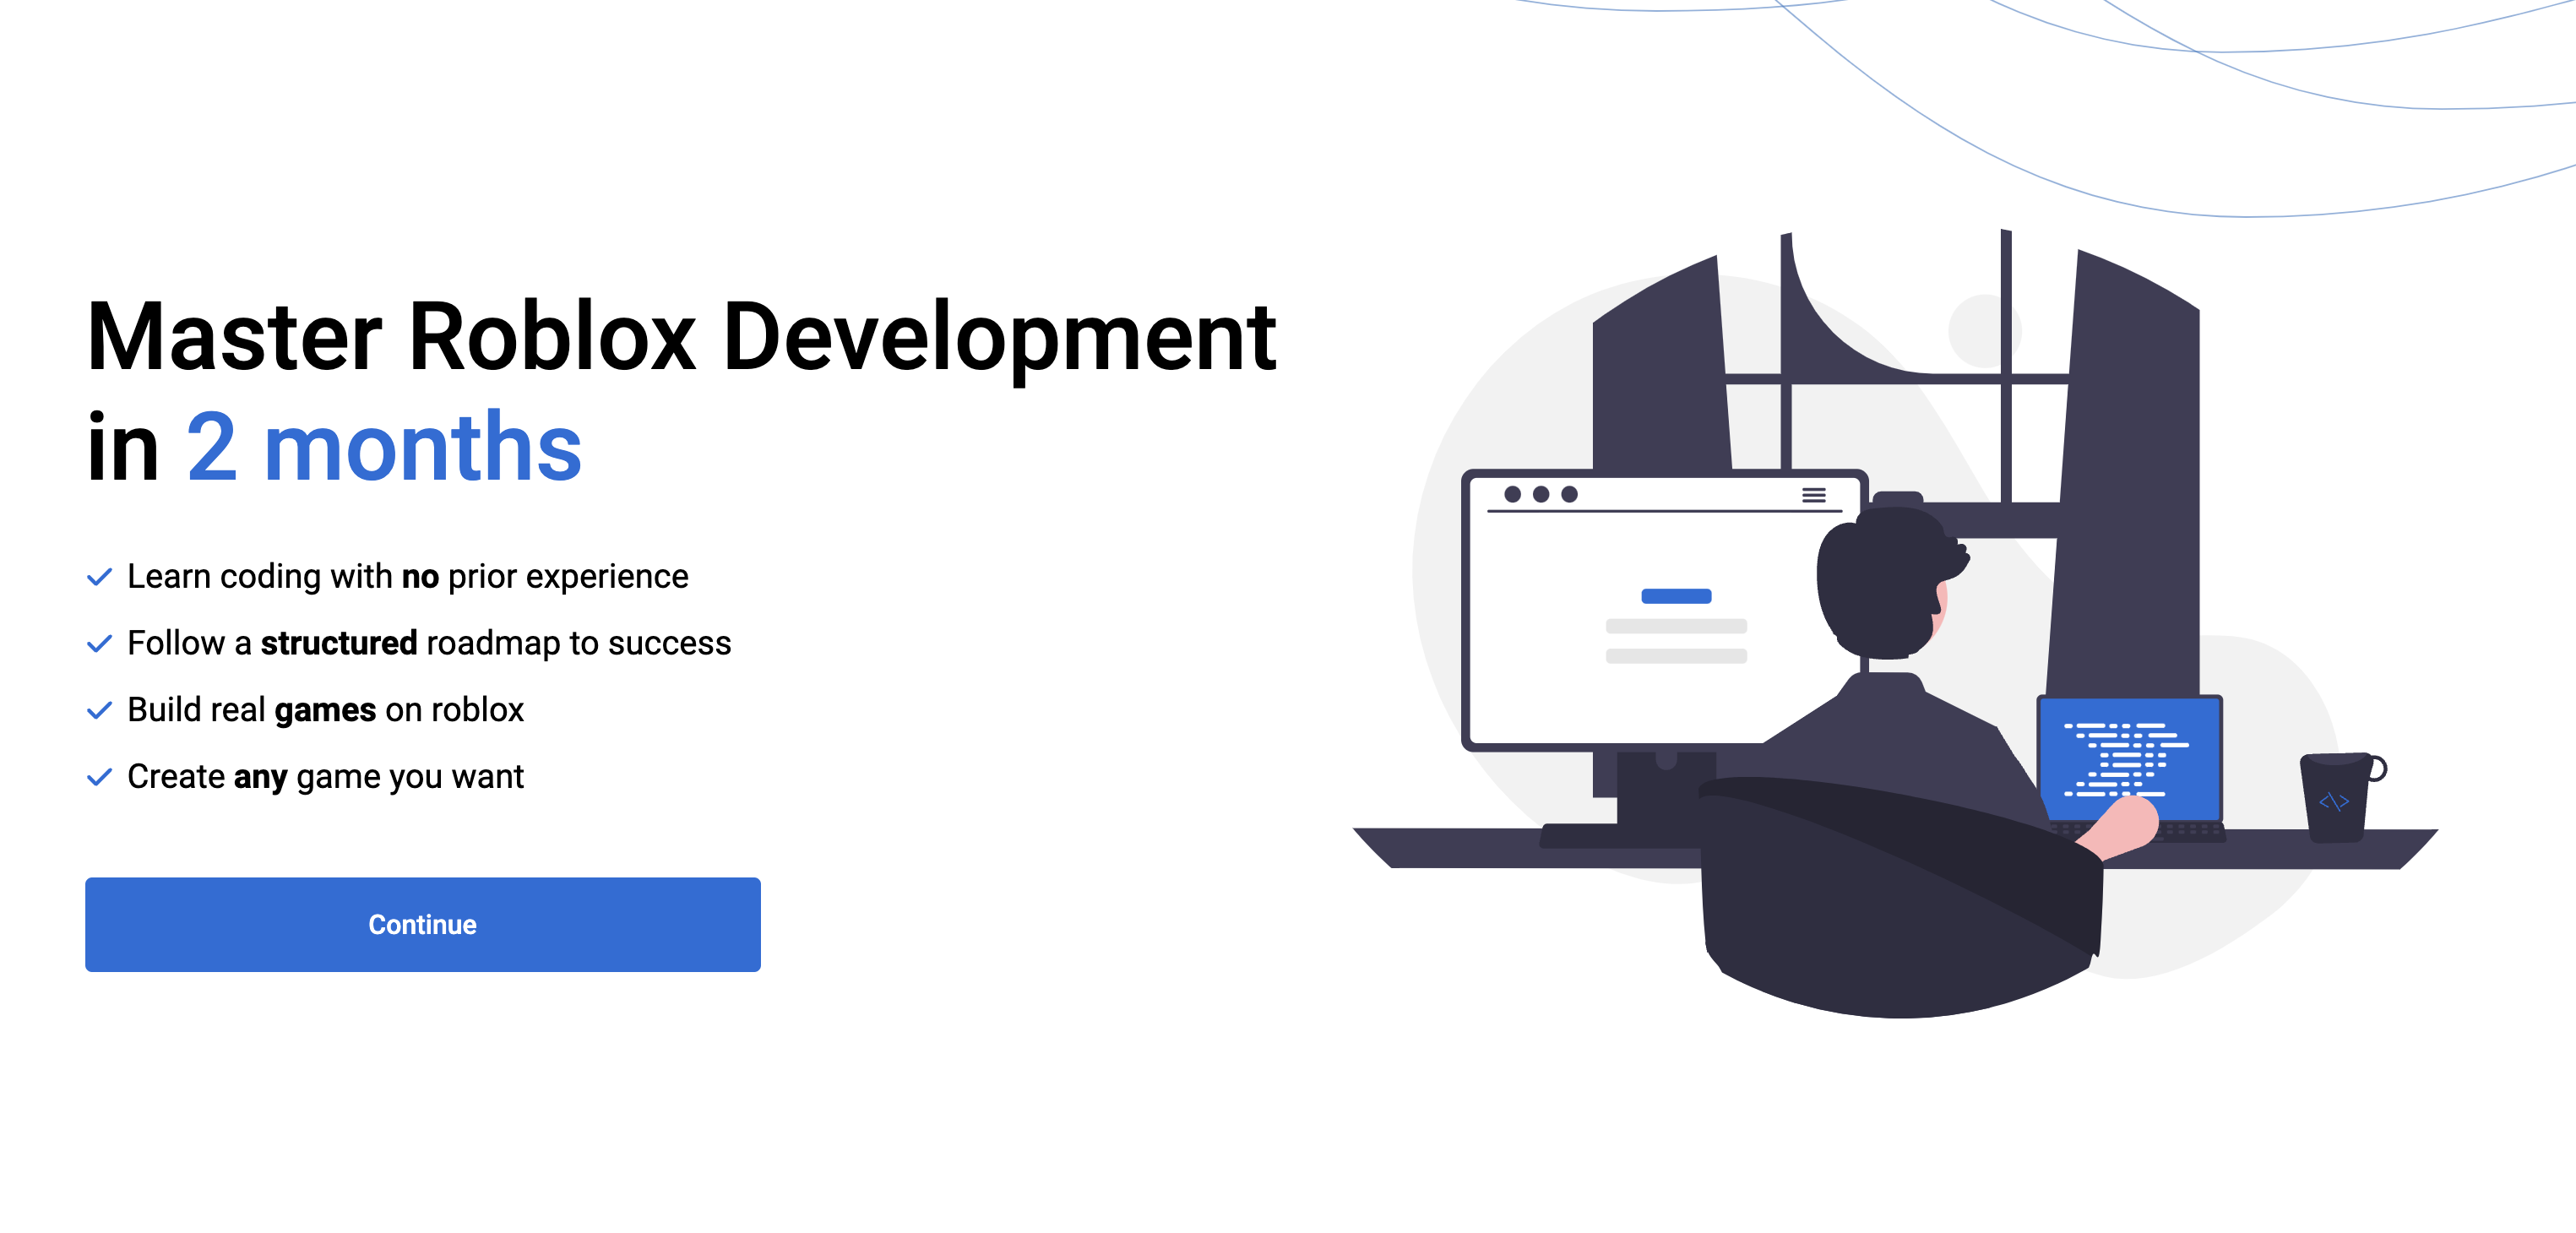 Master Roblox Development
in 2 months
Learn coding with no prior experience
Follow a structured roadmap to success
Build real games on roblox
Create any game you want
Continue
<\>